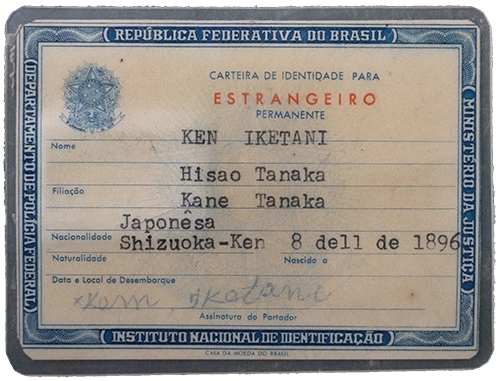 (REPÚBLICA FEDERATIVA DO BRASIL)
(DEPARTAMENTO DE POLÍCIA FEDERAL)
MINISTÉRIO DA JUSTIÇA)
CARTEIRA DE IDENTIDADE PARA
ESTRANGEIRO
PERMANENTE
KEN IKETANI
Nome
Hisao Tanaka
Filiação
Kane Tanaka
Japonêsa
Nacionalidade
Shizuoka-Ken 8 dell de 1896
Naturalidade Nascido a
Data e Local de Desembarque
Iketani
Assinatura do Portador
(INSTITUTO NACIONAL DE IDENTIFICAÇÃO)
CASA DA MOEDA DO BRASIL